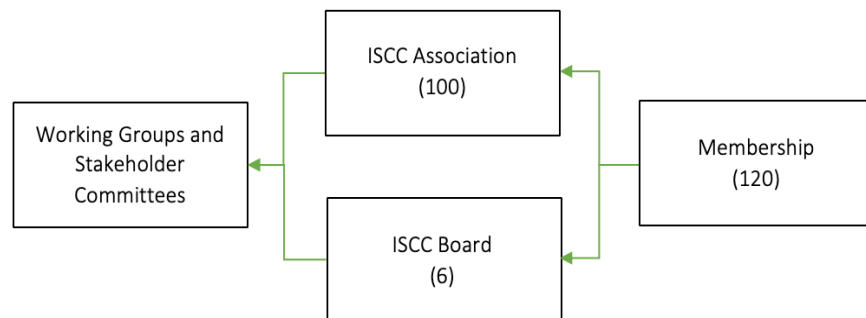 ISCC Association
(100)
Working Groups and
Stakeholder
Committees
Membership
(120)
ISCC Board
(6)